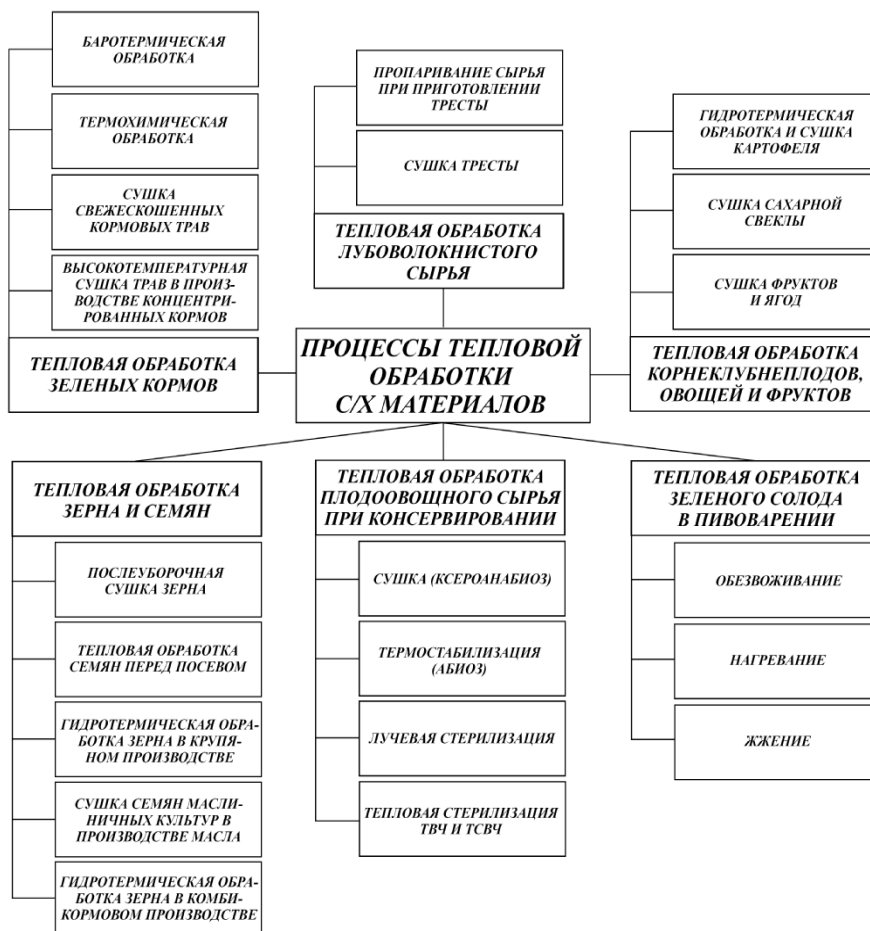 БАРОТЕРМИЧЕСКАЯ
ОБРАБОТКА
ТЕРМОХИМИЧЕСКАЯ
ОБРАБОТКА
СУШКА
СВЕЖЕСКОШЕННЫХ
КОРМОВЫХ ТРАВ
ВЫСОКОТЕМПЕРАТУРНАЯ
СУШКА ТРАВ В ПРОИЗ-
ВОДСТВЕ КОНЦЕНТРИ-
РОВАННЫХ КОРМОВ
ТЕПЛОВАЯ ОБРАБОТКА
ЗЕЛЕНЫХ КОРМОВ
ПРОПАРИВАНИЕ СЫРЬЯ
ПРИ ПРИГОТОВЛЕНИИ
ТРЕСТЫ
СУШКА ТРЕСТЫ
ТЕПЛОВАЯ ОБРАБОТКА
ЛУБОВОЛОКНИСТОГО
СЫРЬЯ
ГИДРОТЕРМИЧЕСКАЯ
ОБРАБОТКА И СУШКА
КАРТОФЕЛЯ
СУШКА САХАРНОЙ
СВЕКЛЫ
СУШКА ФРУКТОВ
И ЯГОД
ТЕПЛОВАЯ ОБРАБОТКА
КОРНЕКЛУБНЕПЛОДОВ,
ОВОЩЕЙ И ФРУКТОВ
ПРОЦЕССЫ ТЕПЛОВОЙ
ОБРАБОТКИ
С/Х МАТЕРИАЛОВ
ТЕПЛОВАЯ ОБРАБОТКА
ЗЕРНА И СЕМЯН
ПОСЛЕУБОРОЧНАЯ
СУШКА ЗЕРНА
ТЕПЛОВАЯ ОБРАБОТКА
СЕМЯН ПЕРЕД ПОСЕВОМ
ГИДРОТЕРМИЧЕСКАЯ ОБРА-
БОТКА ЗЕРНА В КРУПЯ-
НОМ ПРОИЗВОДСТВЕ
СУШКА СЕМЯН МАСЛИ-
НИЧНЫХ КУЛЬТУР В
ПРОИЗВОДСТВЕ МАСЛА
ГИДРОТЕРМИЧЕСКАЯ ОБРА-
БОТКА ЗЕРНА В КОМБИ-
КОРМОВОМ ПРОИЗВОДСТВЕ
ТЕПЛОВАЯ ОБРАБОТКА
ПЛОДООВОЩНОГО СЫРЬЯ
ПРИ КОНСЕРВИРОВАНИИ
СУШКА (КСЕРОАНАБИОЗ)
ТЕРМОСТАБИЛИЗАЦИЯ
(АБИОЗ)
ЛУЧЕВАЯ СТЕРИЛИЗАЦИЯ
ТЕПЛОВАЯ СТЕРИЛИЗАЦИЯ
ТВЧ И ТСВЧ
ТЕПЛОВАЯ ОБРАБОТКА
ЗЕЛЕНОГО СОЛОДА
В ПИВОВАРЕНИИ
ОБЕЗВОЖИВАНИЕ
НАГРЕВАНИЕ
ЖЖЕНИЕ